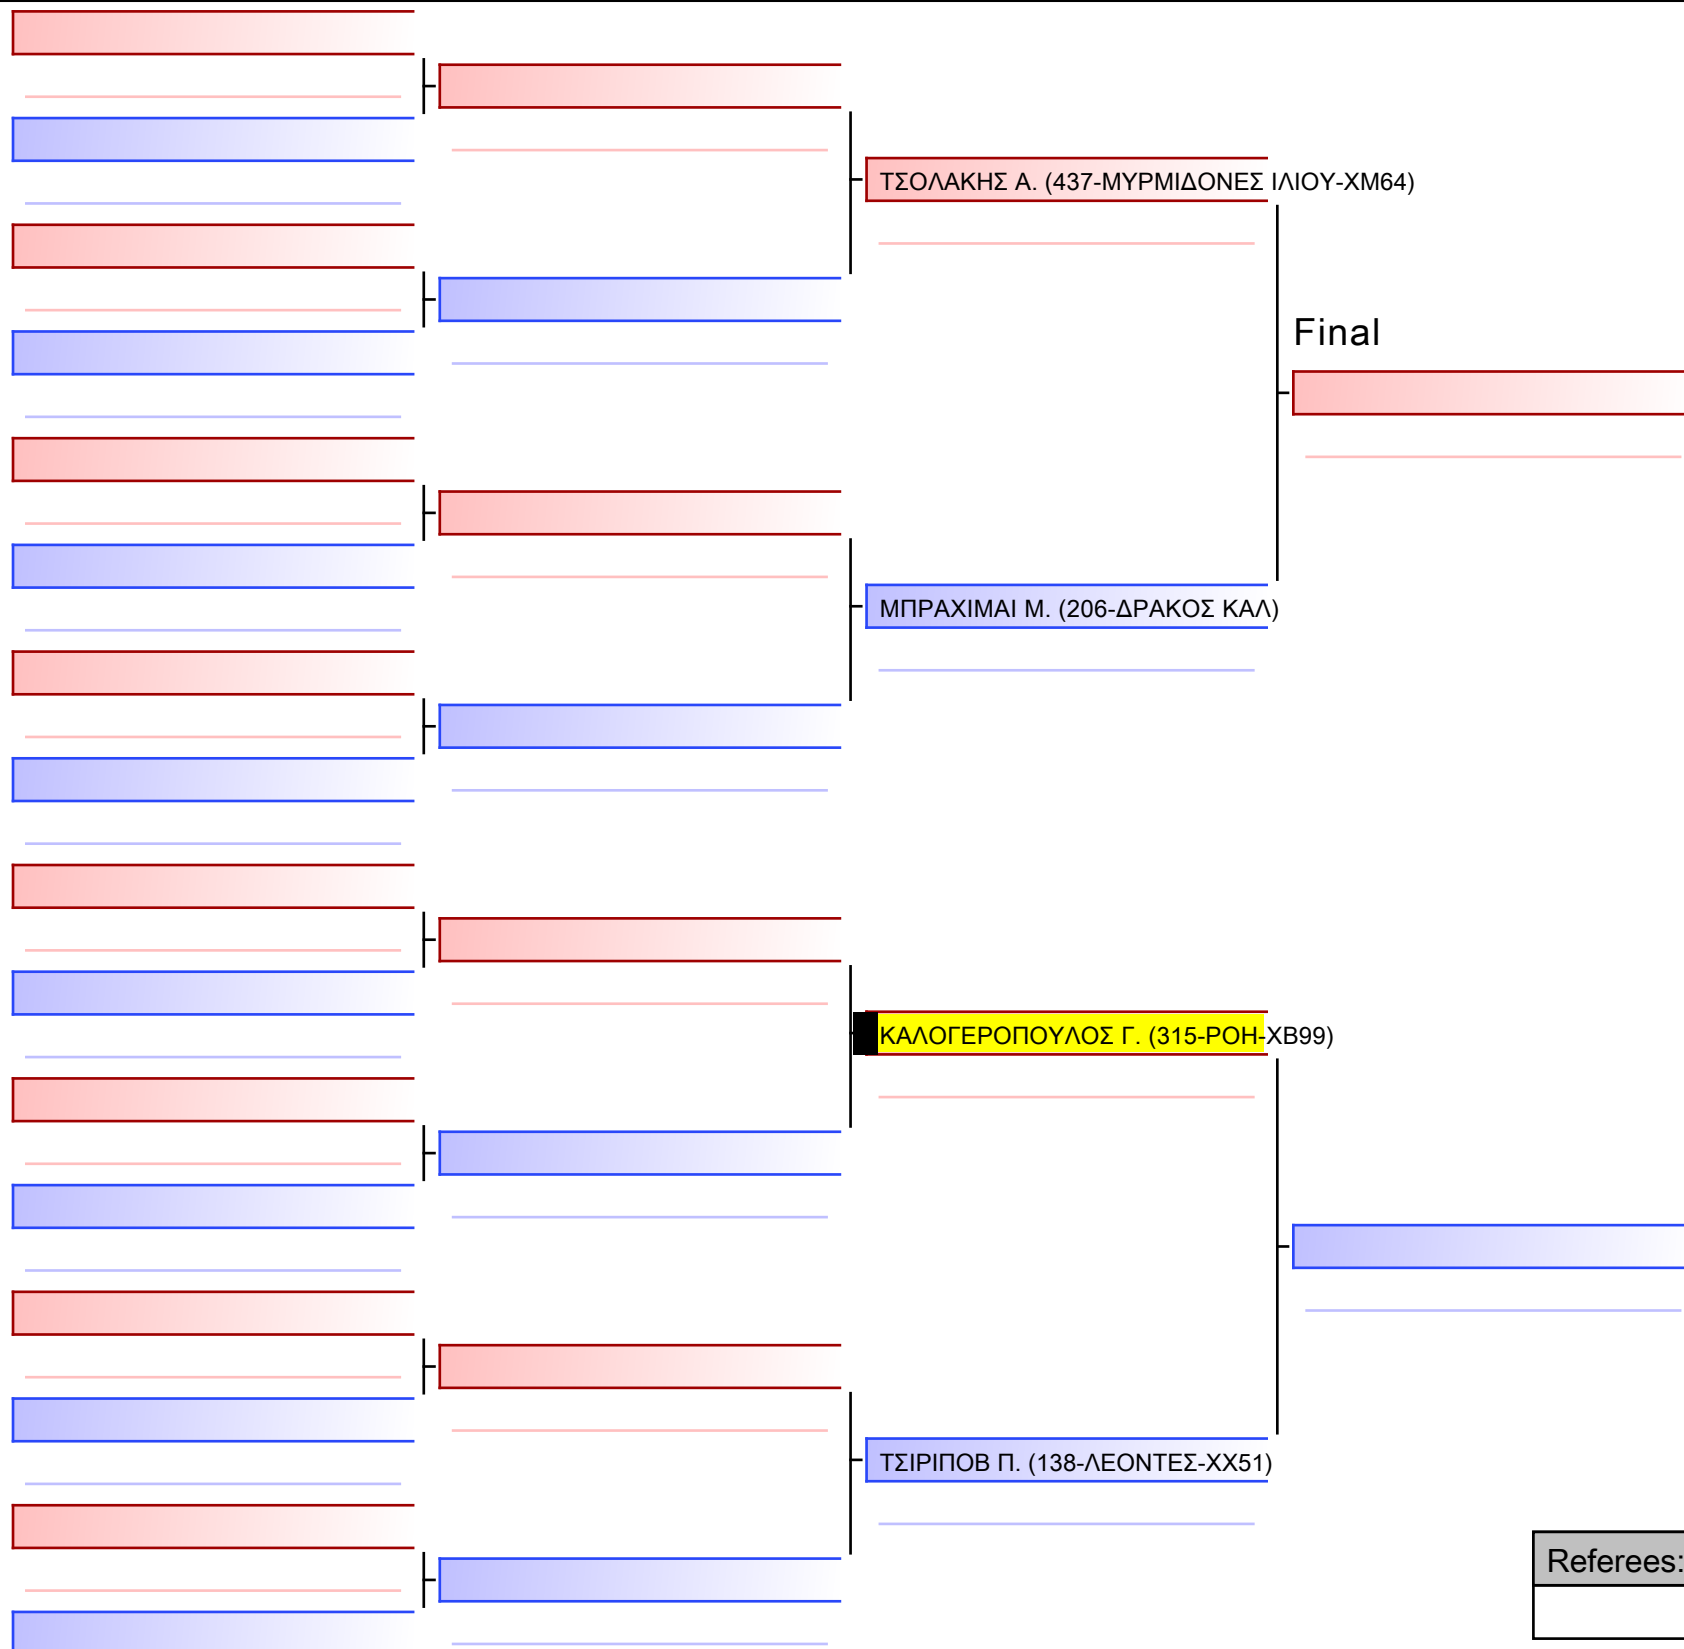 ΤΣΟΛΑΚΗΣ Α. (437-ΜΥΡΜΙΔΟΝΕΣ ΙΛΙΟΥ-ΧΜ64)
Final
ΜΠΡΑΧΙΜΑΙ Μ. (206-ΔΡΑΚΟΣ ΚΑΛ)
ΚΑΛΟΓΕΡΟΠΟΥΛΟΣ Γ. (315-ΡΟΗ-ΧΒ99)
ΤΣΙΡΙΠΟΒ Π. (138-ΛΕΟΝΤΕΣ-ΧΧ51)
Referees: